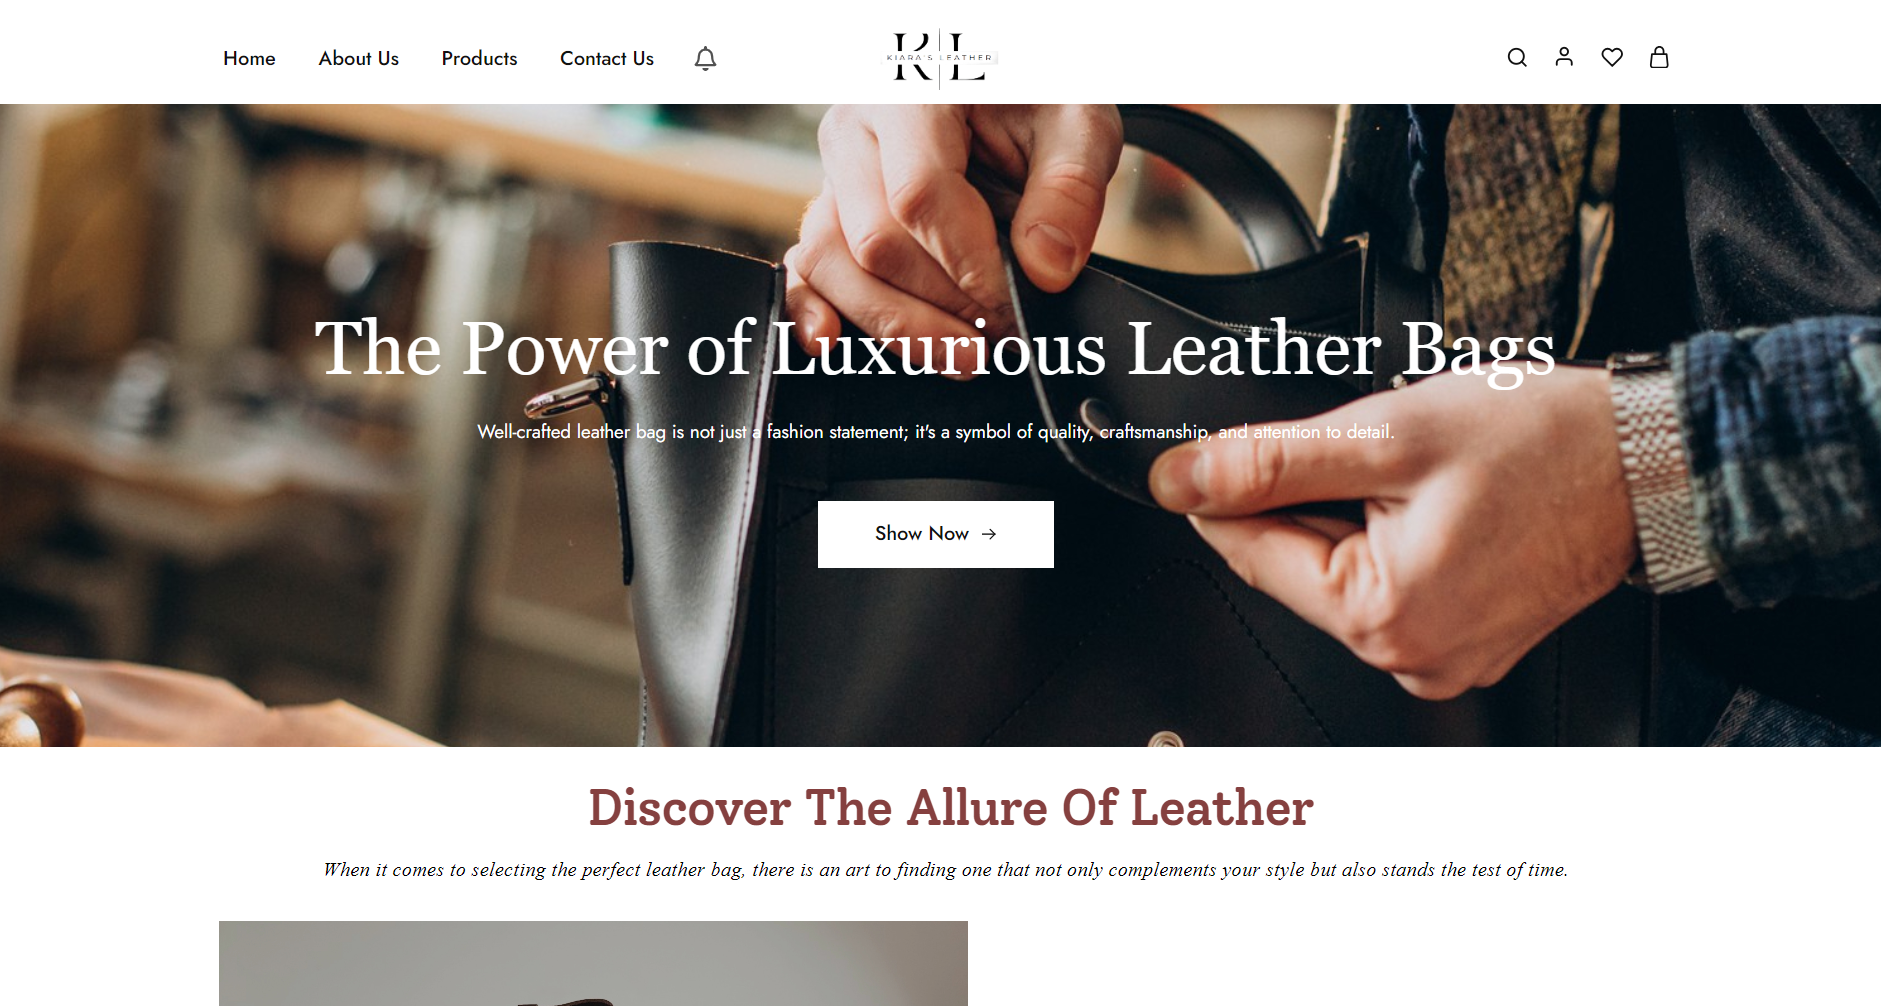 Home About Us Products Contact Us
K L
KIARA'S LEATHER
The Power of Luxurious Leather Bags
Well-crafted leather bag is not just a fashion statement; it's a symbol of quality, craftsmanship, and attention to detail.
Show Now →
Discover The Allure Of Leather
When it comes to selecting the perfect leather bag, there is an art to finding one that not only complements your style but also stands the test of time.